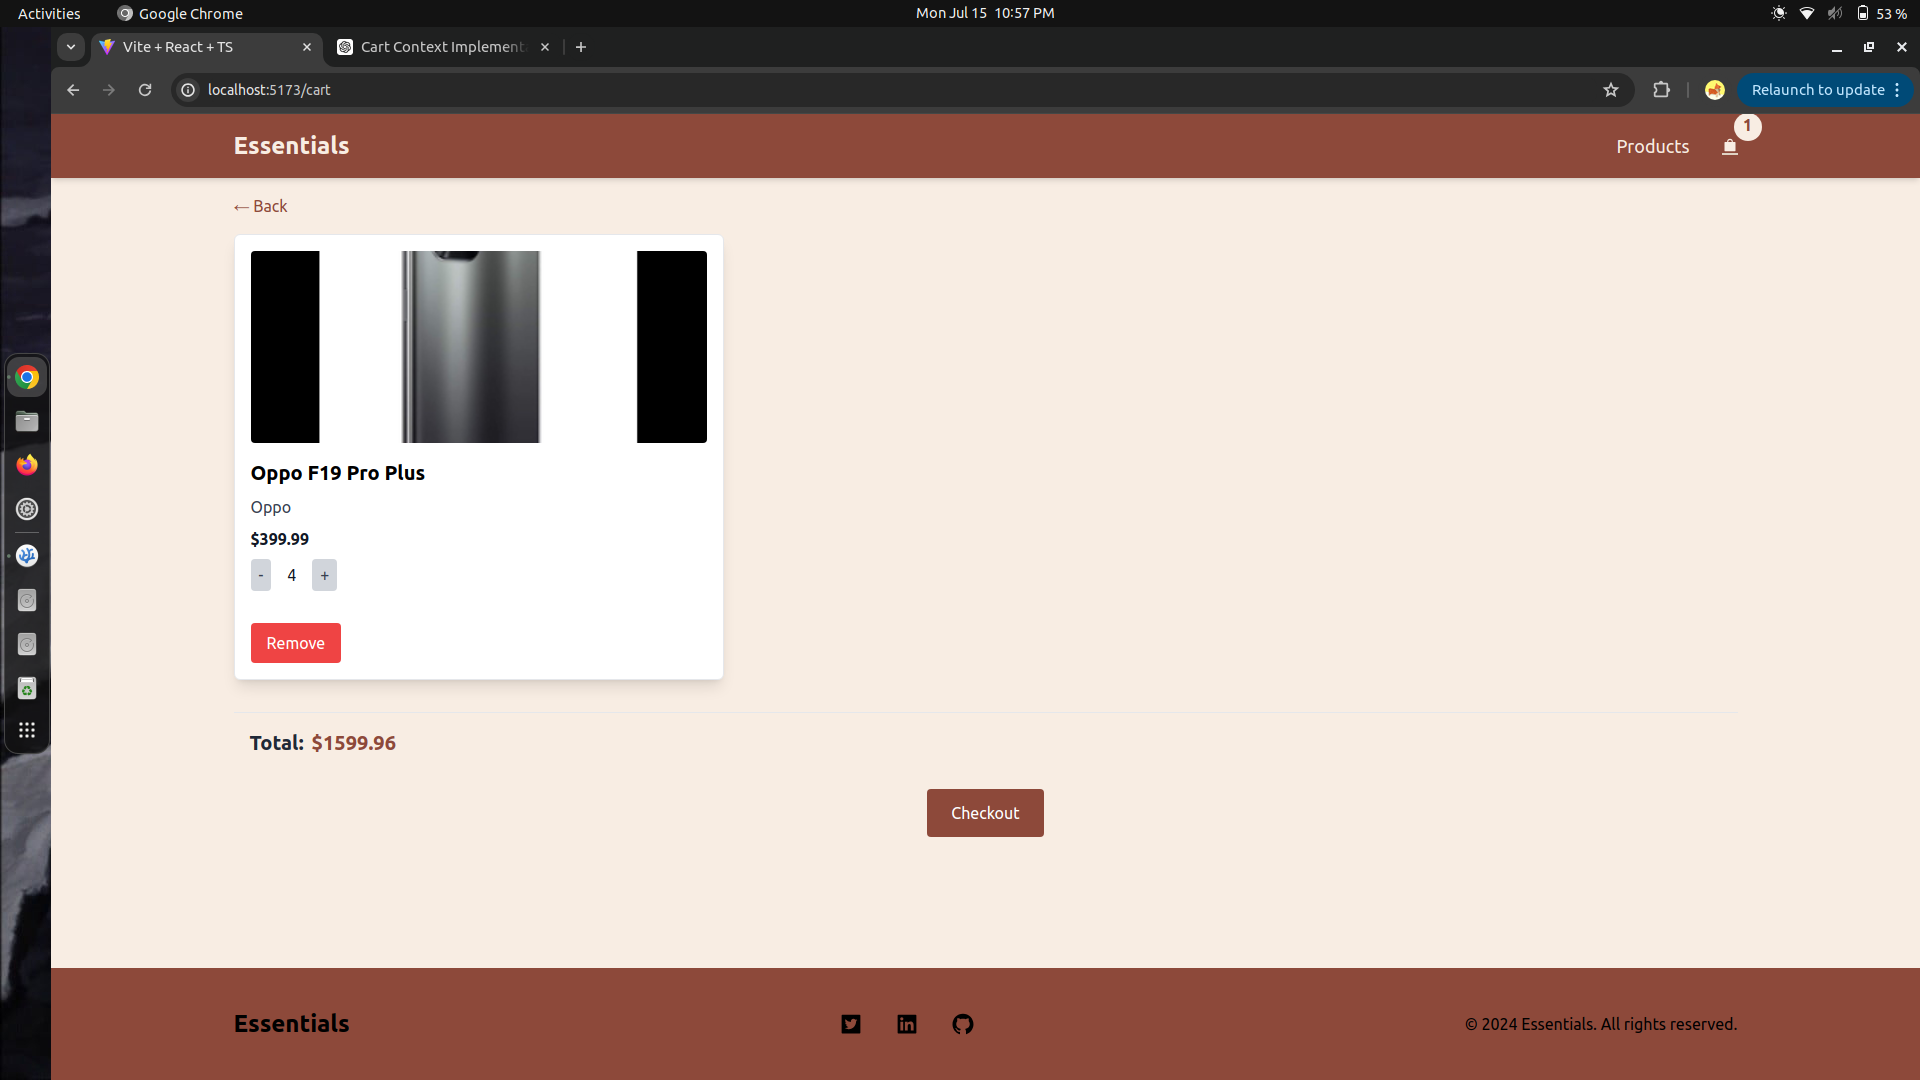 Activities
Google Chrome
Mon Jul 15 10:57 PM
53 %
Vite + React + TS
Cart Context Implement
localhost:5173/cart
Relaunch to update
Essentials
Products
1
← Back
Oppo F19 Pro Plus
Oppo
$399.99
- 4 +
Remove
Total: $1599.96
Checkout
Essentials
© 2024 Essentials. All rights reserved.